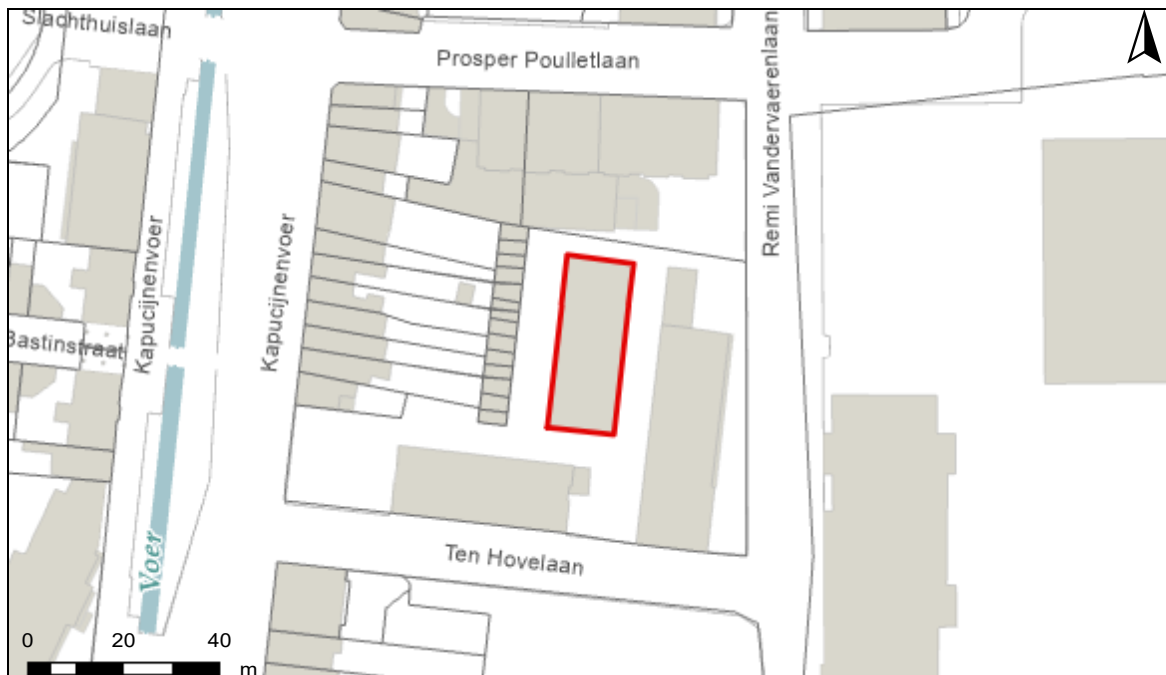 Slachthuislaan
Prosper Poulletlaan
Remi Vandervaerenlaan
Kapucijnenvoer
Kapucijnenvoer
Bastinstraat
Ten Hovelaan
Voer
0 20 40
m